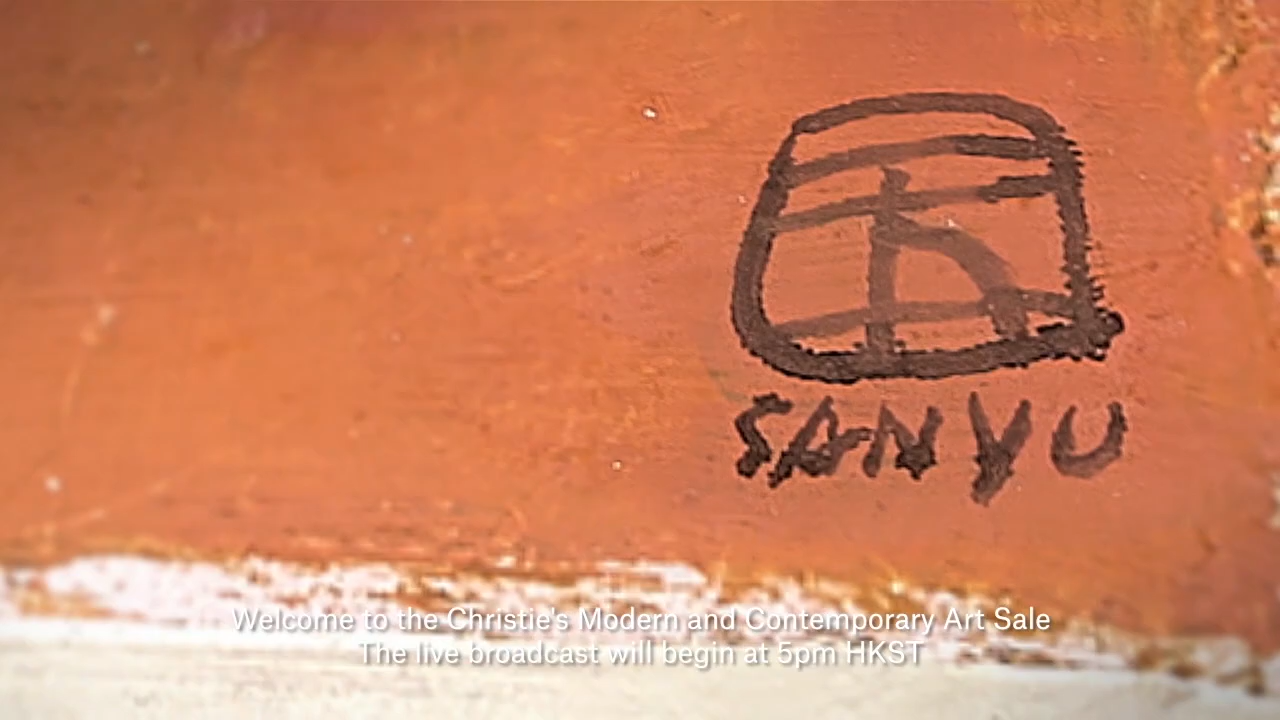 SANYU
Welcome to the Christie's Modern and Contemporary Art Sale
The live broadcast will begin at 5pm HKST